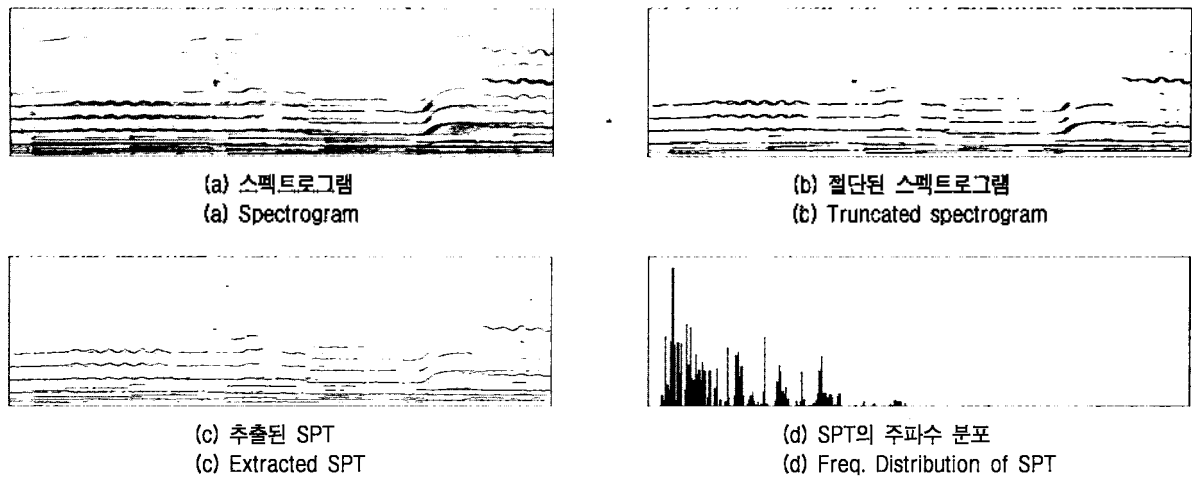 (a) 스펙트로그램
(a) Spectrogram
(b) 절단된 스펙트로그램
(b) Truncated spectrogram
(c) 추출된 SPT
(c) Extracted SPT
(d) SPT의 주파수 분포
(d) Freq. Distribution of SPT